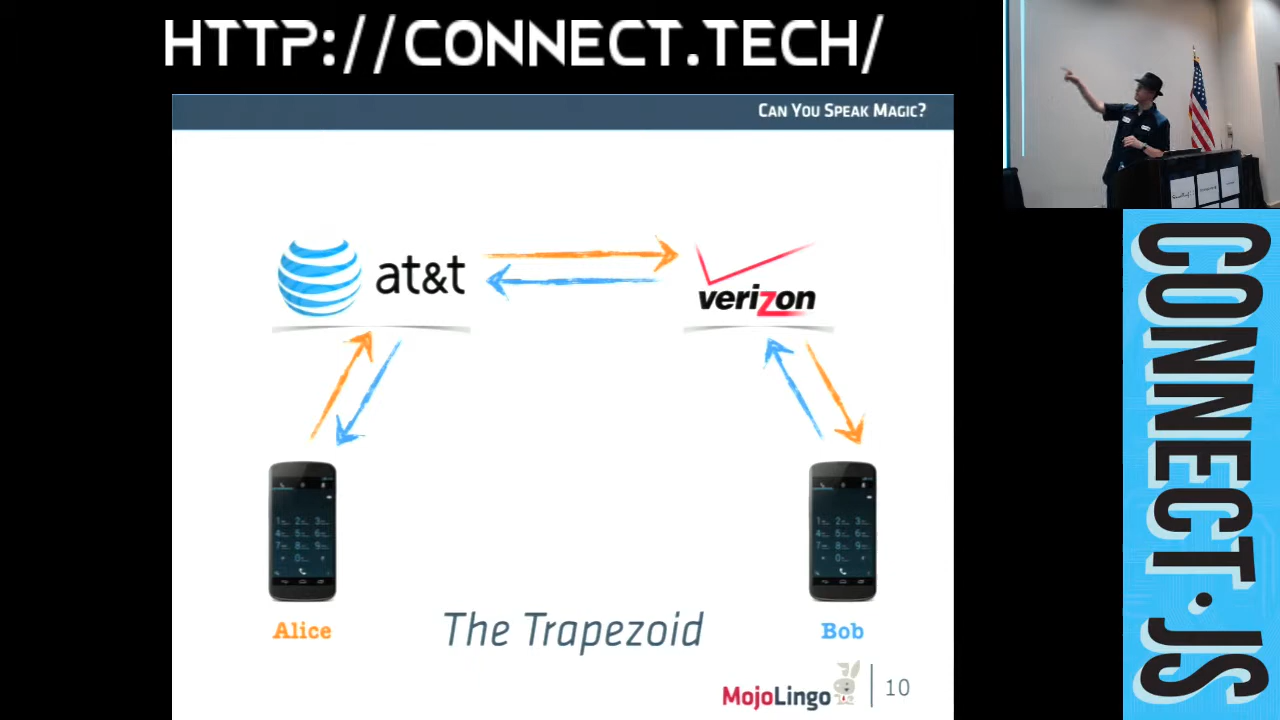 HTTP://CONNECT.TECH/
CAN YOU SPEAK MAGIC?
at&t
verizon
Alice
The Trapezoid
Bob
MojoLingo
10
CONNECT.JS